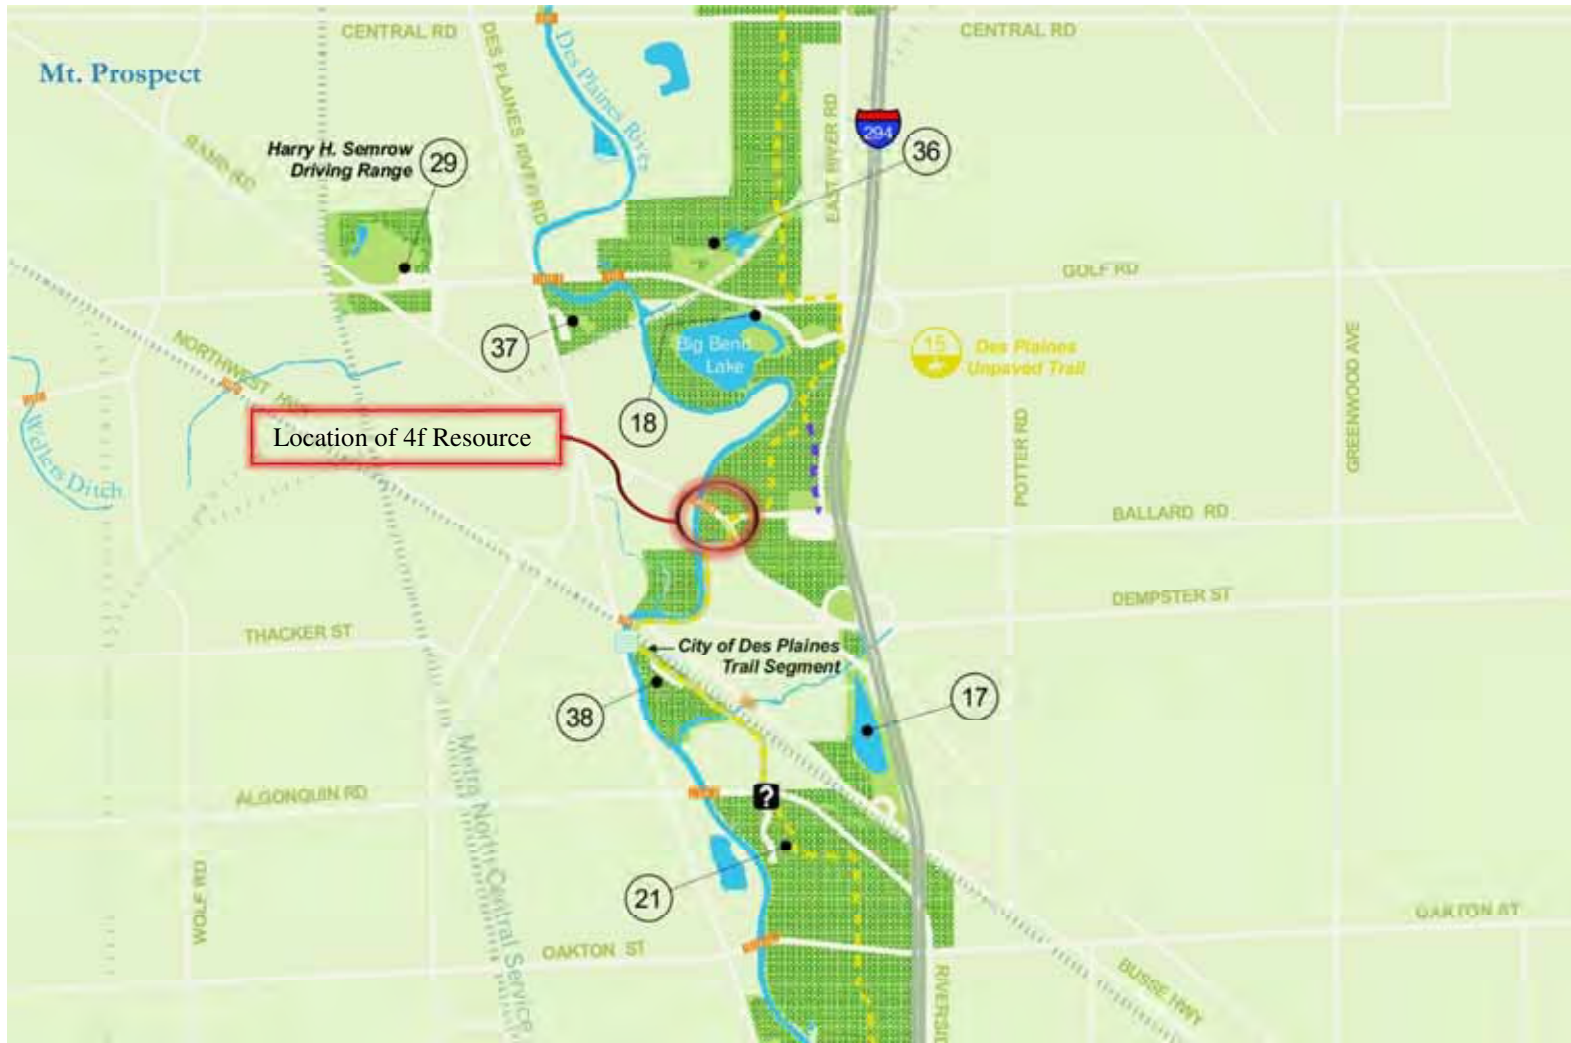 CENTRAL RD
CENTRAL RD
Mt. Prospect
DES PLAINES RIVER RD
Des Plaines River
EAST RIVER RD
294
36
RAND RD
Harry H. Semrow
Driving Range
29
GOLF RD
37
NORTHWEST HWY
Big Bend
Lake
15
Des Plaines
Unpaved Trail
18
Location of 4f Resource
Wellers Ditch
POTTER RD
GREENWOOD AVE
BALLARD RD
DEMPSTER ST
THACKER ST
City of Des Plaines
Trail Segment
38
17
Metra North Central Service
ALGONQUIN RD
?
21
WOLF RD
OAKTON ST
OAKTON ST
BUSSE HWY